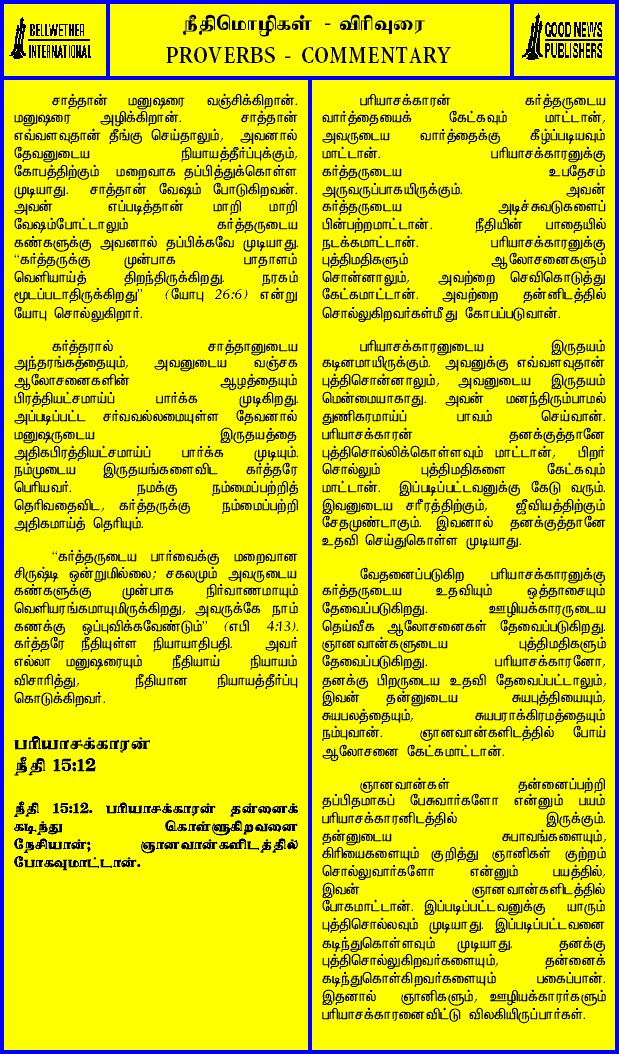 BELLWETHER
INTERNATIONAL
நீதிமொழிகள் - விரிவுரை
PROVERBS - COMMENTARY
GOOD NEWS
PUBLISHERS
சாத்தான் மனுஷரை வஞ்சிக்கிறான்.
மனுஷரை அழிக்கிறான். சாத்தான்
எவ்வளவுதான் தீங்கு செய்தாலும், அவனால்
தேவனுடைய நியாயத்தீர்ப்புக்கும்,
கோபத்திற்கும் மறைவாக தப்பித்துக்கொள்ள
முடியாது. சாத்தான் வேஷம் போடுகிறவன்.
அவன் எப்படித்தான் மாறி மாறி
வேஷம்போட்டாலும் கர்த்தருடைய
கண்களுக்கு அவனால் தப்பிக்கவே முடியாது.
“கர்த்தருக்கு முன்பாக பாதாளம்
வெளியாய்த் திறந்திருக்கிறது. நரகம்
மூடப்படாதிருக்கிறது” (யோபு 26:6) என்று
யோபு சொல்லுகிறார்.
கர்த்தரால் சாத்தானுடைய
அந்தரங்கத்தையும், அவனுடைய வஞ்சக
ஆலோசனைகளின் ஆழத்தையும்
பிரத்தியட்சமாய்ப் பார்க்க முடிகிறது.
அப்படிப்பட்ட சர்வவல்லமையுள்ள தேவனால்
மனுஷருடைய இருதயத்தை
அதிகபிரத்தியட்சமாய்ப் பார்க்க முடியும்.
நம்முடைய இருதயங்களைவிட கர்த்தரே
பெரியவர். நமக்கு நம்மைப்பற்றித்
தெரிவதைவிட, கர்த்தருக்கு நம்மைப்பற்றி
அதிகமாய்த் தெரியும்.
“கர்த்தருடைய பார்வைக்கு மறைவான
சிருஷ்டி ஒன்றுமில்லை; சகலமும் அவருடைய
கண்களுக்கு முன்பாக நிர்வாணமாயும்
வெளியரங்கமாயுமிருக்கிறது, அவருக்கே நாம்
கணக்கு ஒப்புவிக்கவேண்டும்” (எபி 4:13).
கர்த்தரே நீதியுள்ள நியாயாதிபதி. அவர்
எல்லா மனுஷரையும் நீதியாய் நியாயம்
விசாரித்து, நீதியான நியாயத்தீர்ப்பு
கொடுக்கிறவர்.
பரியாசக்காரன்
நீதி 15:12
நீதி 15:12. பரியாசக்காரன் தன்னைக்
கடிந்து கொள்ளுகிறவனை
நேசியான்; ஞானவான்களிடத்தில்
போகவுமாட்டான்.
பரியாசக்காரன் கர்த்தருடைய
வார்த்தையைக் கேட்கவும் மாட்டான்,
அவருடைய வார்த்தைக்கு கீழ்ப்படியவும்
மாட்டான். பரியாசக்காரனுக்கு
கர்த்தருடைய உபதேசம்
அருவருப்பாகயிருக்கும். அவன்
கர்த்தருடைய அடிச்சுவடுகளைப்
பின்பற்றமாட்டான். நீதியின் பாதையில்
நடக்கமாட்டான். பரியாசக்காரனுக்கு
புத்திமதிகளும் ஆலோசனைகளும்
சொன்னாலும், அவற்றை செவிகொடுத்து
கேட்கமாட்டான். அவற்றை தன்னிடத்தில்
சொல்லுகிறவர்கள்மீது கோபப்படுவான்.
பரியாசக்காரனுடைய இருதயம்
கடினமாயிருக்கும். அவனுக்கு எவ்வளவுதான்
புத்திசொன்னாலும், அவனுடைய இருதயம்
மென்மையாகாது. அவன் மனந்திரும்பாமல்
துணிகரமாய்ப் பாவம் செய்வான்.
பரியாசக்காரன் தனக்குத்தானே
புத்திசொல்லிக்கொள்ளவும் மாட்டான், பிறர்
சொல்லும் புத்திமதிகளை கேட்கவும்
மாட்டான். இப்படிப்பட்டவனுக்கு கேடு வரும்.
இவனுடைய சரீரத்திற்கும், ஜீவியத்திற்கும்
சேதமுண்டாகும். இவனால் தனக்குத்தானே
உதவி செய்துகொள்ள முடியாது.
வேதனைப்படுகிற பரியாசக்காரனுக்கு
கர்த்தருடைய உதவியும் ஒத்தாசையும்
தேவைப்படுகிறது. ஊழியக்காரருடைய
தெய்வீக ஆலோசனைகள் தேவைப்படுகிறது.
ஞானவான்களுடைய புத்திமதிகளும்
தேவைப்படுகிறது. பரியாசக்காரனோ,
தனக்கு பிறருடைய உதவி தேவைப்பட்டாலும்,
இவன் தன்னுடைய சுயபுத்தியையும்,
சுயபலத்தையும், சுயபராக்கிரமத்தையும்
நம்புவான். ஞானவான்களிடத்தில் போய்
ஆலோசனை கேட்கமாட்டான்.
ஞானவான்கள் தன்னைப்பற்றி
தப்பிதமாகப் பேசுவார்களோ என்னும் பயம்
பரியாசக்காரனிடத்தில் இருக்கும்.
தன்னுடைய சுபாவங்களையும்,
கிரியைகளையும் குறித்து ஞானிகள் குற்றம்
சொல்லுவார்களோ என்னும் பயத்தில்,
இவன் ஞானவான்களிடத்தில்
போகமாட்டான். இப்படிப்பட்டவனுக்கு யாரும்
புத்திசொல்லவும் முடியாது. இப்படிப்பட்டவனை
கடிந்துகொள்ளவும் முடியாது. தனக்கு
புத்திசொல்லுகிறவர்களையும், தன்னைக்
கடிந்துகொள்கிறவர்களையும் பகைப்பான்.
இதனால் ஞானிகளும், ஊழியக்காரர்களும்
பரியாசக்காரனைவிட்டு விலகியிருப்பார்கள்.